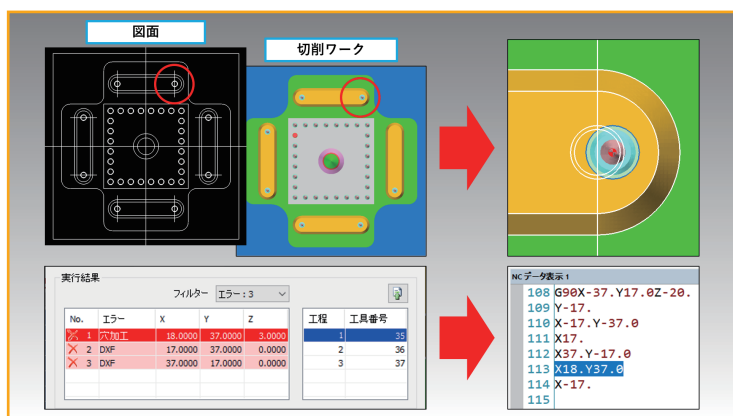 図面
切削ワーク
実行結果
フィルター エラー：3
No. エラー X Y Z
1 穴加工 18.0000 37.0000 3.0000
2 DXF 17.0000 37.0000 0.0000
3 DXF 37.0000 17.0000 0.0000
工程 工具番号
1 35
2 36
3 37
NCデータ表示1
108 G90X-37.Y17.0Z-20.
109 Y-17.
110 X-17.Y-37.0
111 X17.
112 X37.Y-17.0
113 X18.Y37.0
114 X-17.
115